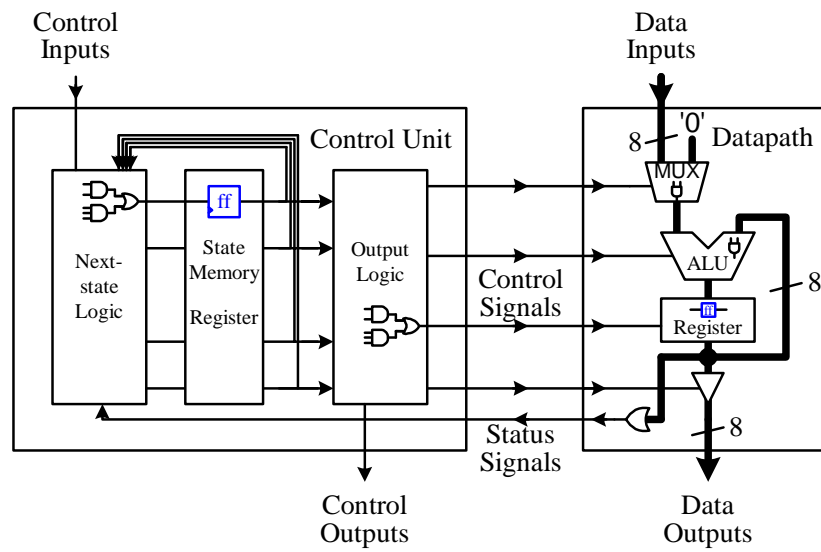 Control
Inputs
Data
Inputs
Control Unit
8
'0'
Datapath
MUX
ff
Next-
state
Logic
State
Memory
Register
Output
Logic
Control
Signals
ALU
8
ff
Register
Status
Signals
8
Control
Outputs
Data
Outputs